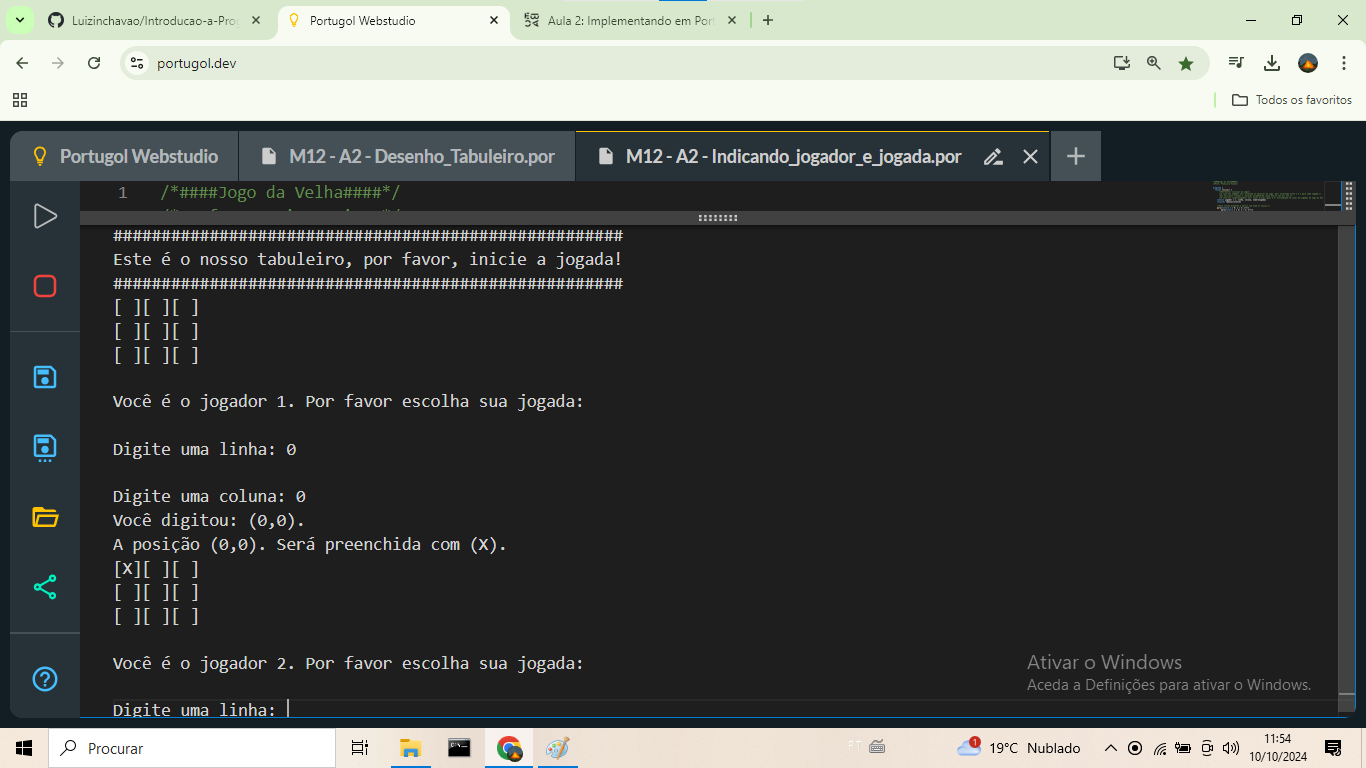 Luizinchavao/Introducao-a-Pro
Portugol Webstudio
Aula 2: Implementando em Port
portugol.dev
Todos os favoritos
Portugol Webstudio
M12 - A2 - Desenho_Tabuleiro.por
M12 - A2 - Indicando_jogador_e_jogada.por
1 /*####Jogo da Velha####*/
#####################################################
Este é o nosso tabuleiro, por favor, inicie a jogada!
#####################################################
[ ][ ][ ]
[ ][ ][ ]
[ ][ ][ ]
Você é o jogador 1. Por favor escolha sua jogada:
Digite uma linha: 0
Digite uma coluna: 0
Você digitou: (0,0).
A posição (0,0). Será preenchida com (X).
[X][ ][ ]
[ ][ ][ ]
[ ][ ][ ]
Você é o jogador 2. Por favor escolha sua jogada:
Digite uma linha:
Ativar o Windows
Aceda a Definições para ativar o Windows.
Procurar
PT
1
19°C Nublado
11:54
10/10/2024